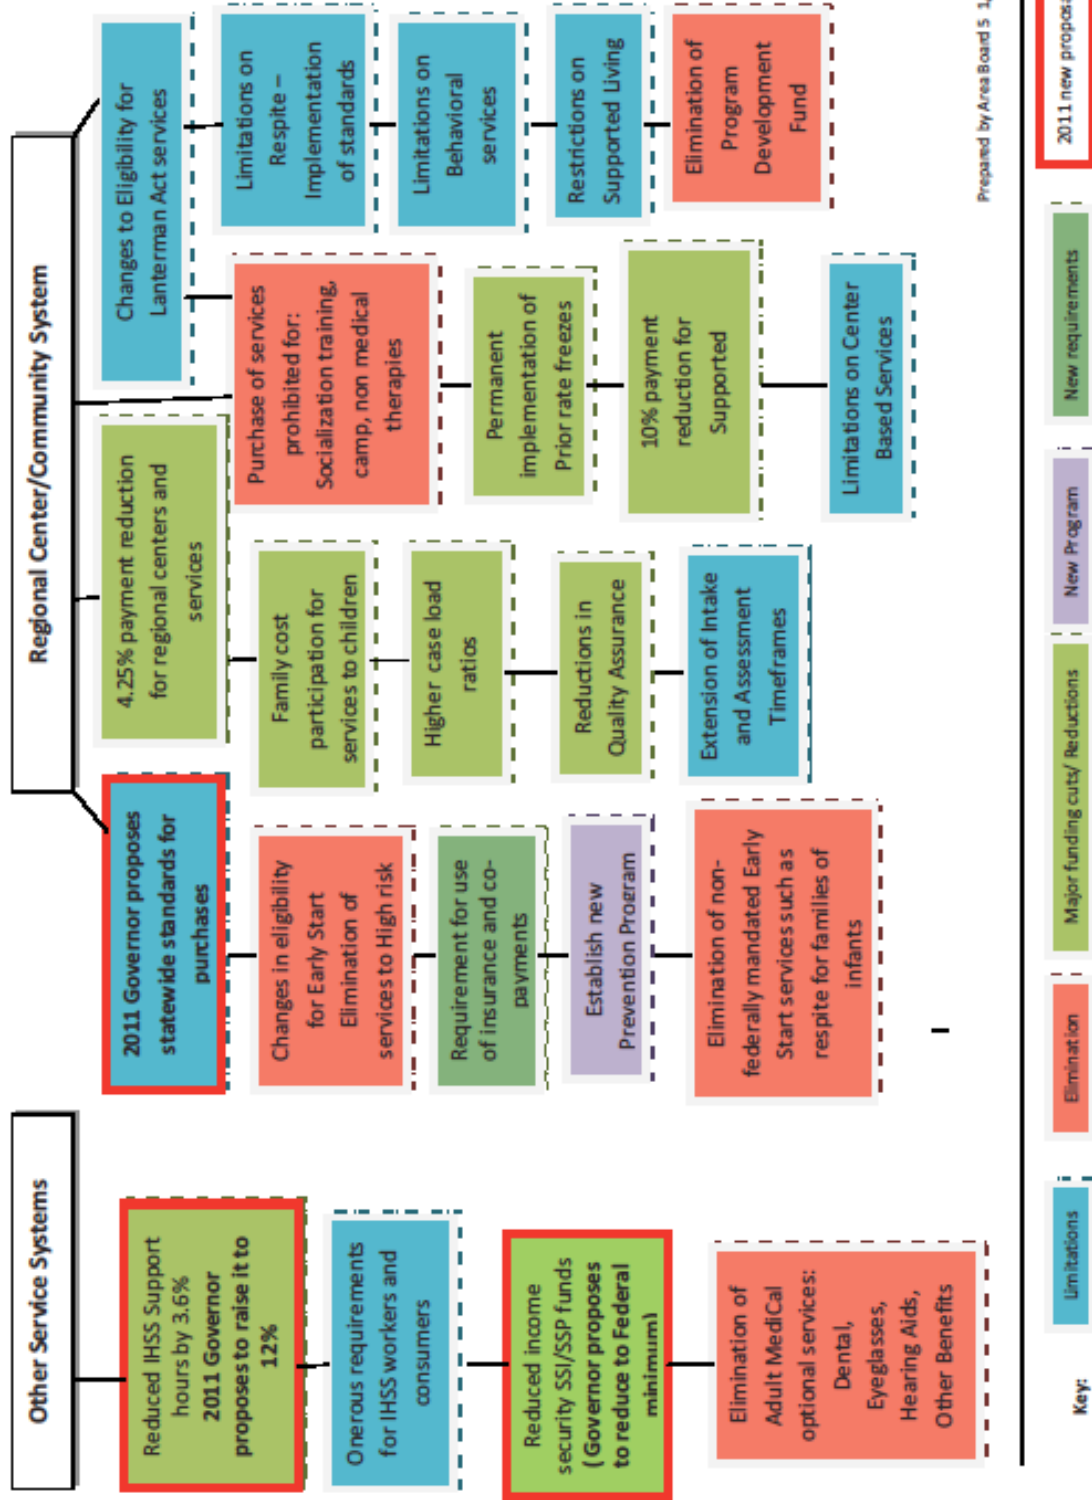 Other Service Systems
Reduced IHSS Support
hours by 3.6%
2011 Governor
proposes to raise it to
12%
Onerous requirements
for IHSS workers and
consumers
Reduced income
security SSI/SSP funds
(Governor proposes
to reduce to Federal
minimum)
Elimination of
Adult MediCal
optional services:
Dental,
Eyeglasses,
Hearing Aids,
Other Benefits
Regional Center/Community System
2011 Governor proposes
statewide standards for
purchases
Changes in eligibility
for Early Start
Elimination of
services to High risk
Requirement for use
of insurance and co-
payments
Establish new
Prevention Program
Elimination of non-
federally mandated Early
Start services such as
respite for families of
infants
4.25% payment reduction
for regional centers and
services
Family cost
participation for
services to children
Higher case load
ratios
Reductions in
Quality Assurance
Extension of Intake
and Assessment
Timeframes
Changes to Eligibility for
Lanterman Act services
Purchase of services
prohibited for:
Socialization training,
camp, non medical
therapies
Permanent
implementation of
Prior rate freezes
10% payment
reduction for
Supported
Limitations on Center
Based Services
Limitations on
Respite –
Implementation
of standards
Limitations on
Behavioral
services
Restrictions on
Supported Living
Elimination of
Program
Development
Fund
Prepared by Area Board 5 1,
Key:
Limitations
Elimination
Major funding cuts/ Reductions
New Program
New requirements
2011 new